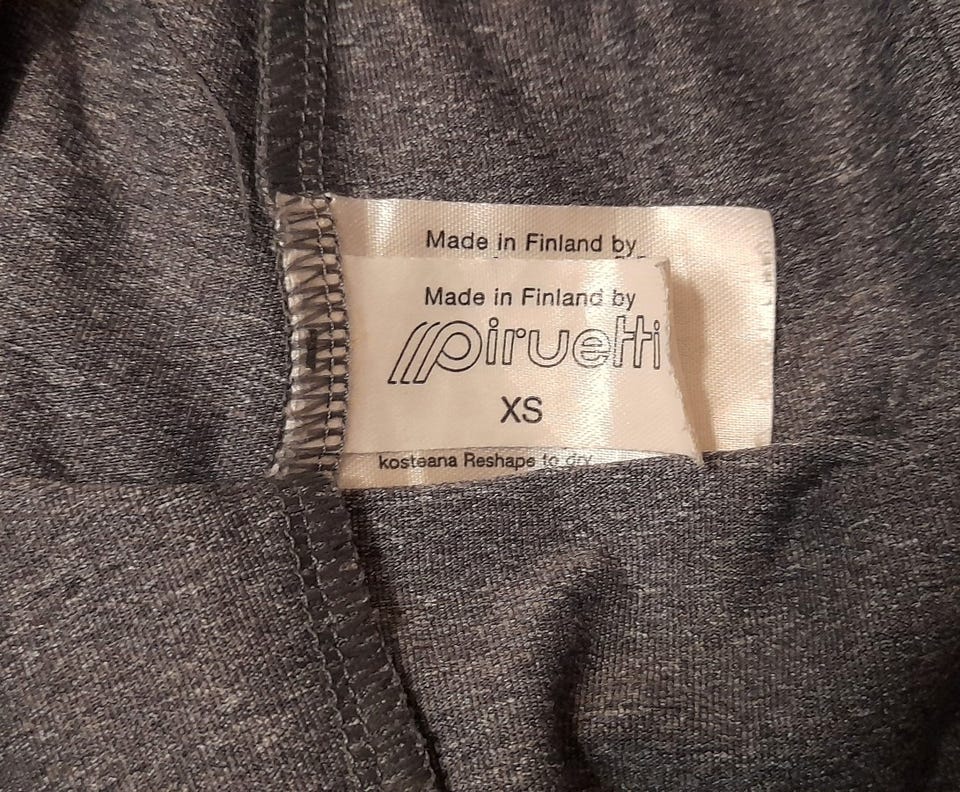 Made in Finland by
Made in Finland by
piruetti
XS
kosteana Reshape to dry